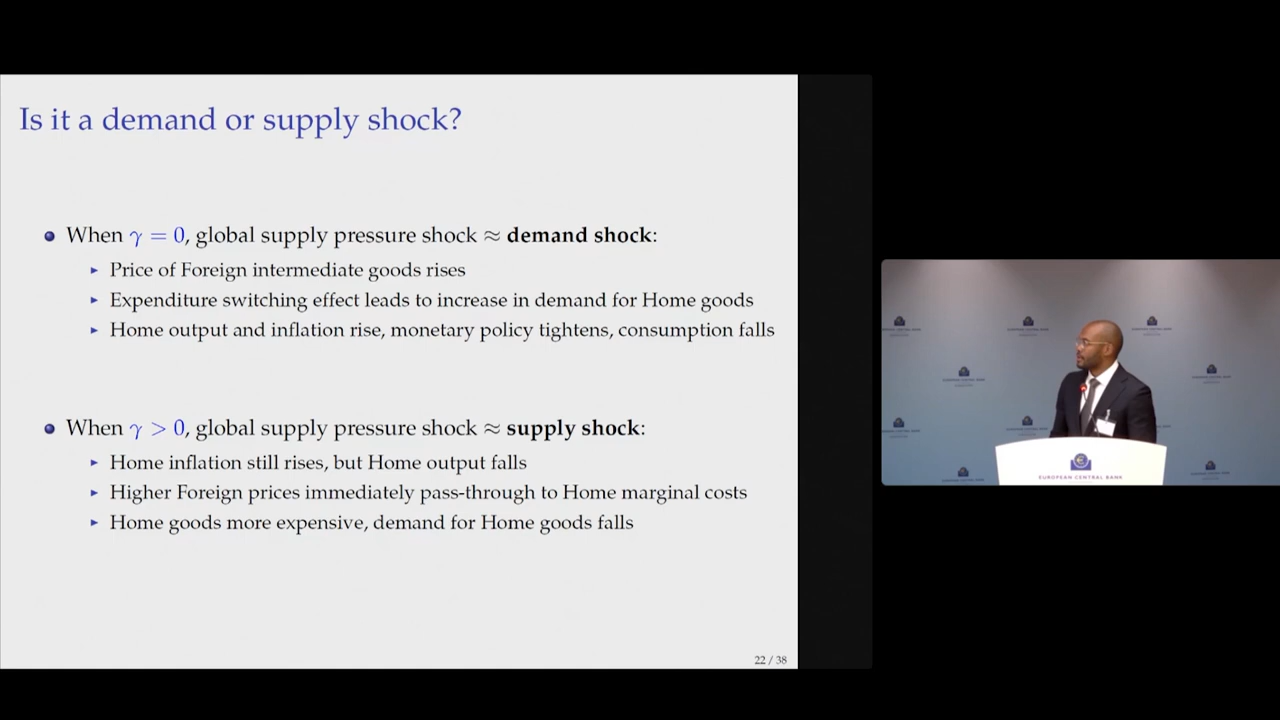 Is it a demand or supply shock?
When γ = 0, global supply pressure shock ≈ demand shock:
Price of Foreign intermediate goods rises
Expenditure switching effect leads to increase in demand for Home goods
Home output and inflation rise, monetary policy tightens, consumption falls
When γ > 0, global supply pressure shock ≈ supply shock:
Home inflation still rises, but Home output falls
Higher Foreign prices immediately pass-through to Home marginal costs
Home goods more expensive, demand for Home goods falls
22 / 38
EUROPEAN CENTRAL BANK